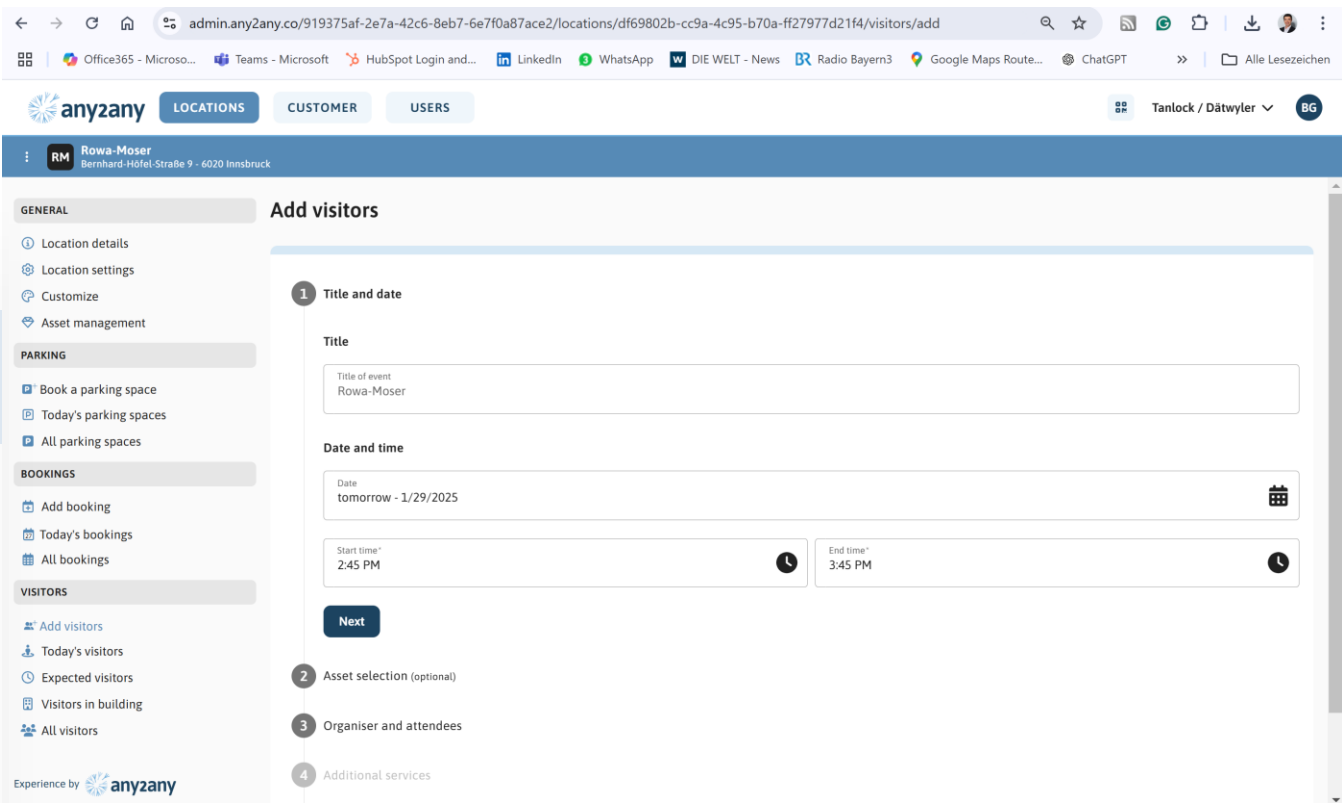 admin.any2any.co/919375af-2e7a-42c6-8eb7-6e7f0a87ace2/locations/df69802b-cc9a-4c95-b70a-ff27977d21f4/visitors/add
Office365 - Microso... Teams - Microsoft HubSpot Login and... LinkedIn WhatsApp DIE WELT - News Radio Bayern3 Google Maps Route... ChatGPT » Alle Lesezeichen
any2any LOCATIONS CUSTOMER USERS Tanlock / Dätwyler BG
RM Rowa-Moser
Bernhard-Höfel-Straße 9 - 6020 Innsbruck
GENERAL
Location details
Location settings
Customize
Asset management
PARKING
Book a parking space
Today's parking spaces
All parking spaces
BOOKINGS
Add booking
Today's bookings
All bookings
VISITORS
Add visitors
Today's visitors
Expected visitors
Visitors in building
All visitors
Experience by any2any
Add visitors
1 Title and date
Title
Title of event
Rowa-Moser
Date and time
Date
tomorrow - 1/29/2025
Start time*
2:45 PM
End time*
3:45 PM
Next
2 Asset selection (optional)
3 Organiser and attendees
4 Additional services